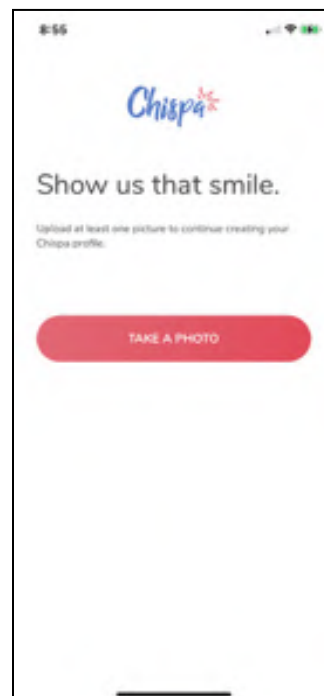 8:55
Chispa
Show us that smile.
Upload at least one picture to continue creating your
Chispa profile.
TAKE A PHOTO